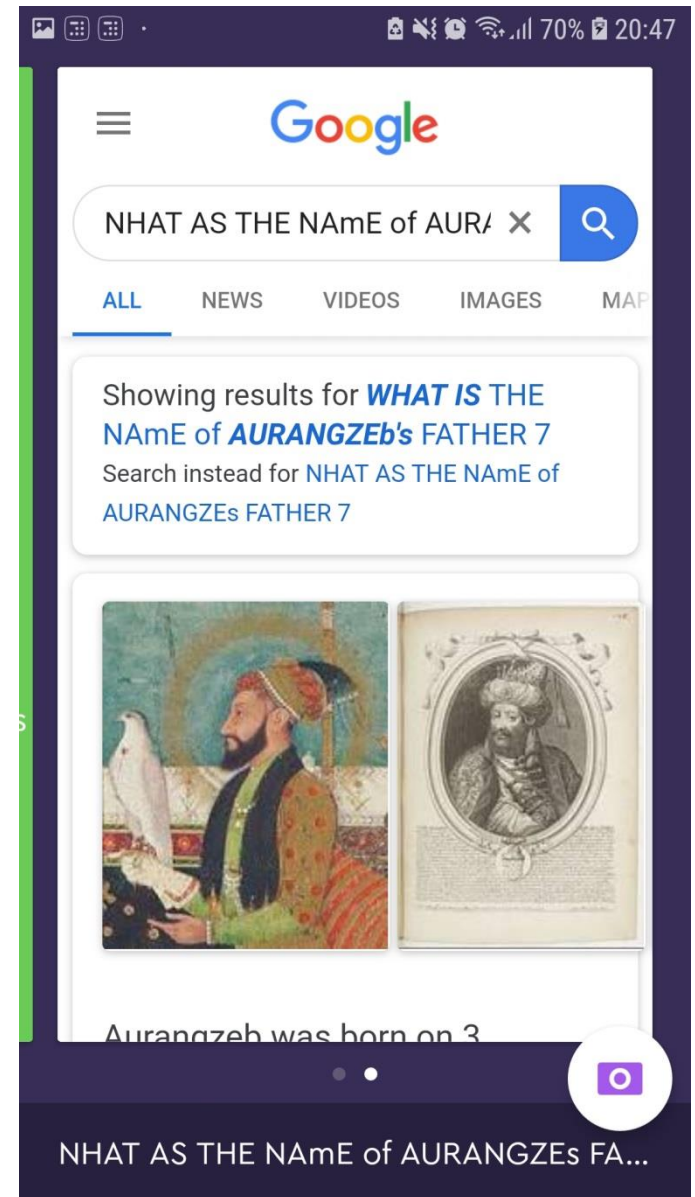 70% 20:47
Google
NHAT AS THE NAmE of AURA
ALL NEWS VIDEOS IMAGES MAP
Showing results for WHAT IS THE
NAmE of AURANGZEb's FATHER 7
Search instead for NHAT AS THE NAmE of
AURANGZEs FATHER 7
s
Aurangzeb was born on 3
NHAT AS THE NAmE of AURANGZEs FA...